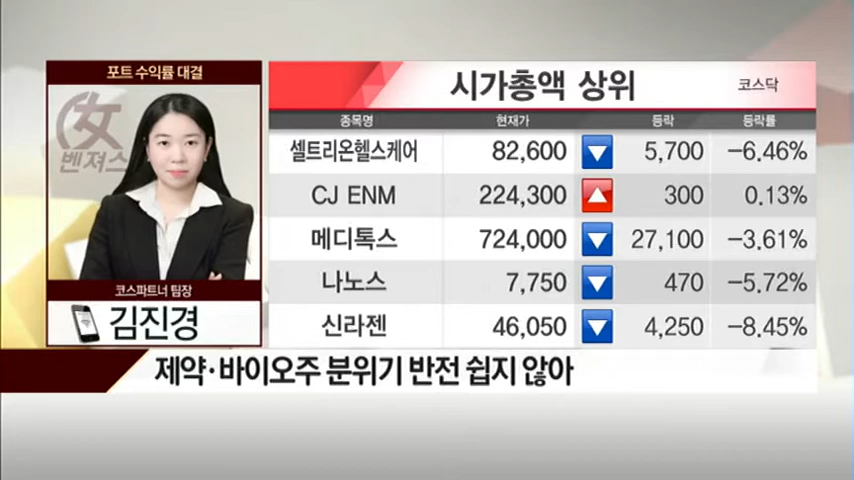 포트 수익률 대결
女
벤져스
코스파트너 팀장
김진경
시가총액 상위 코스닥
종목명 현재가 등락 등락률
셀트리온헬스케어 82,600 ▼ 5,700 -6.46%
CJ ENM 224,300 ▲ 300 0.13%
메디톡스 724,000 ▼ 27,100 -3.61%
나노스 7,750 ▼ 470 -5.72%
신라젠 46,050 ▼ 4,250 -8.45%
제약·바이오주 분위기 반전 쉽지 않아